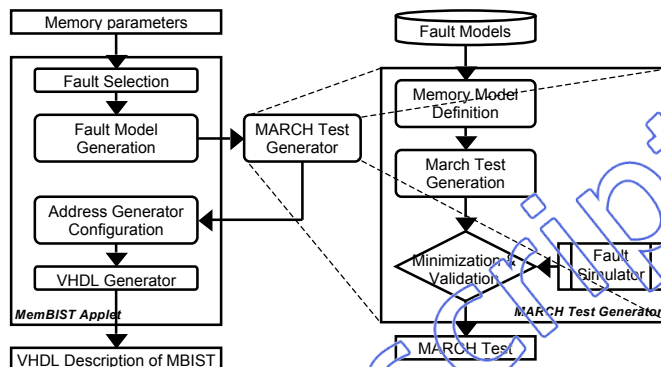 Memory parameters
Fault Selection
Fault Model
Generation
Address Generator
Configuration
VHDL Generator
MemBIST Applet
VHDL Description of MBIST
MARCH Test
Generator
Fault Models
Memory Model
Definition
March Test
Generation
Minimization &
Validation
Fault
Simulator
MARCH Test Generator
MARCH Test